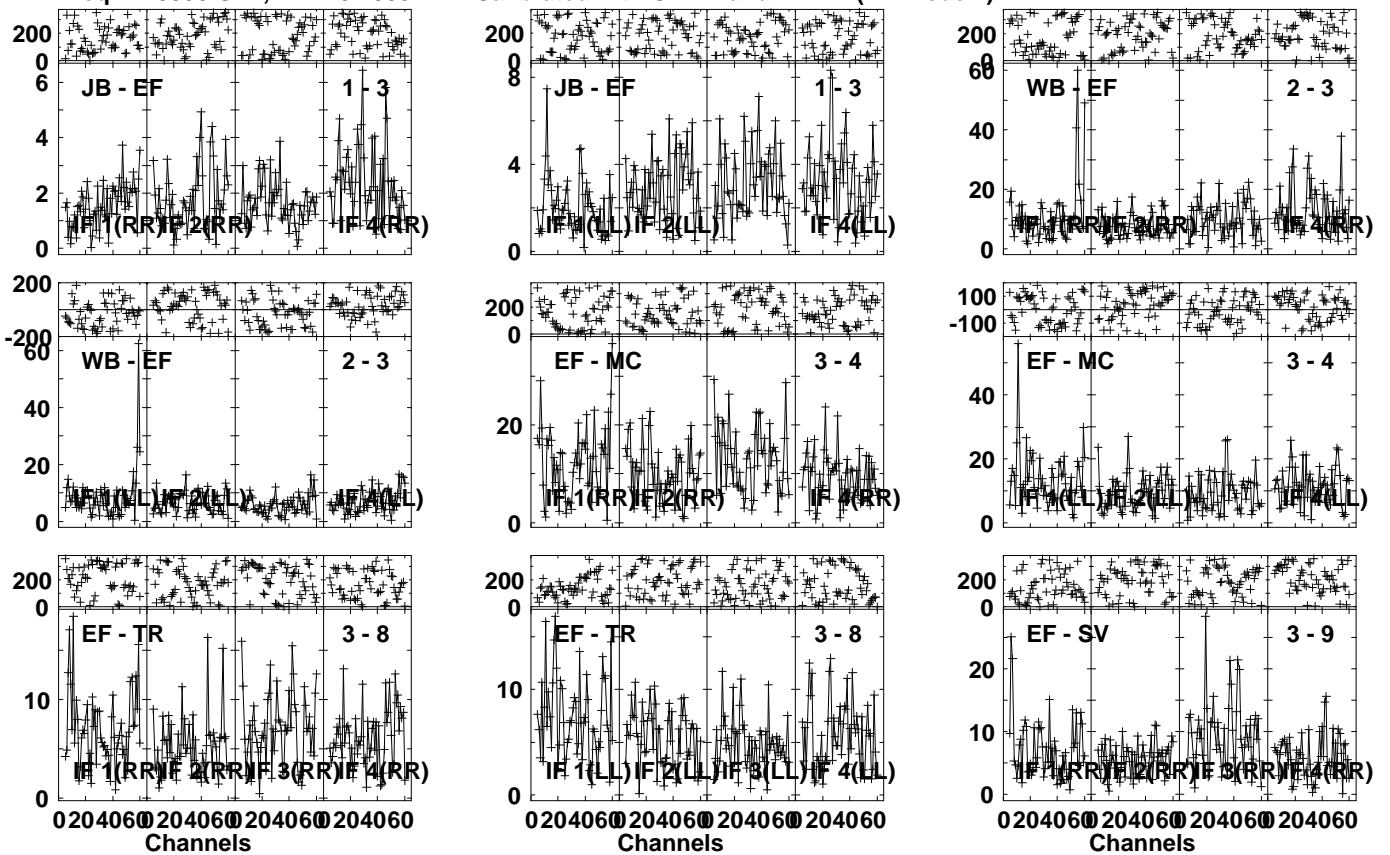 200
0
200
0
200
0
6
4
2
0
JB - EF
1 - 3
IF 1(RR)
IF 2(RR)
IF 4(RR)
8
4
0
JB - EF
1 - 3
IF 1(LL)
IF 2(LL)
IF 4(LL)
60
40
20
0
WB - EF
2 - 3
IF 1(RR)
IF 2(RR)
IF 4(RR)
200
-200
200
0
100
-100
60
40
20
0
WB - EF
2 - 3
IF 1(LL)
IF 2(LL)
IF 4(LL)
20
0
EF - MC
3 - 4
IF 1(RR)
IF 2(RR)
IF 4(RR)
40
20
0
EF - MC
3 - 4
IF 1(LL)
IF 2(LL)
IF 4(LL)
200
0
200
0
200
0
10
0
EF - TR
3 - 8
IF 1(RR)
IF 2(RR)
IF 3(RR)
IF 4(RR)
10
0
EF - TR
3 - 8
IF 1(LL)
IF 2(LL)
IF 3(LL)
IF 4(LL)
20
10
0
EF - SV
3 - 9
IF 1(RR)
IF 2(RR)
IF 3(RR)
IF 4(RR)
0 20 40 60 0 20 40 60 0 20 40 60 0 20 40 60
0 20 40 60 0 20 40 60 0 20 40 60 0 20 40 60
0 20 40 60 0 20 40 60 0 20 40 60 0 20 40 60
Channels
Channels
Channels